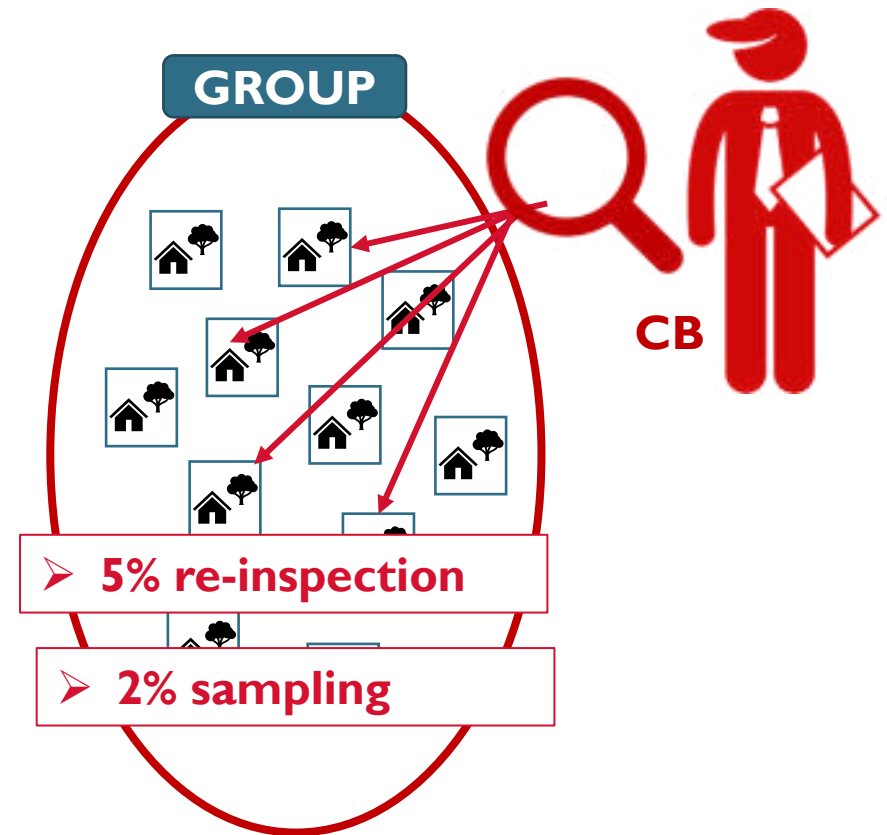 GROUP
CB
➢ 5% re-inspection
➢ 2% sampling